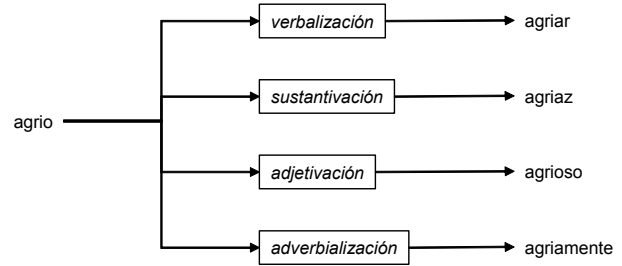 verbalización
agriar
sustantivación
agriaz
agrio
adjetivación
agrioso
adverbialización
agriamente